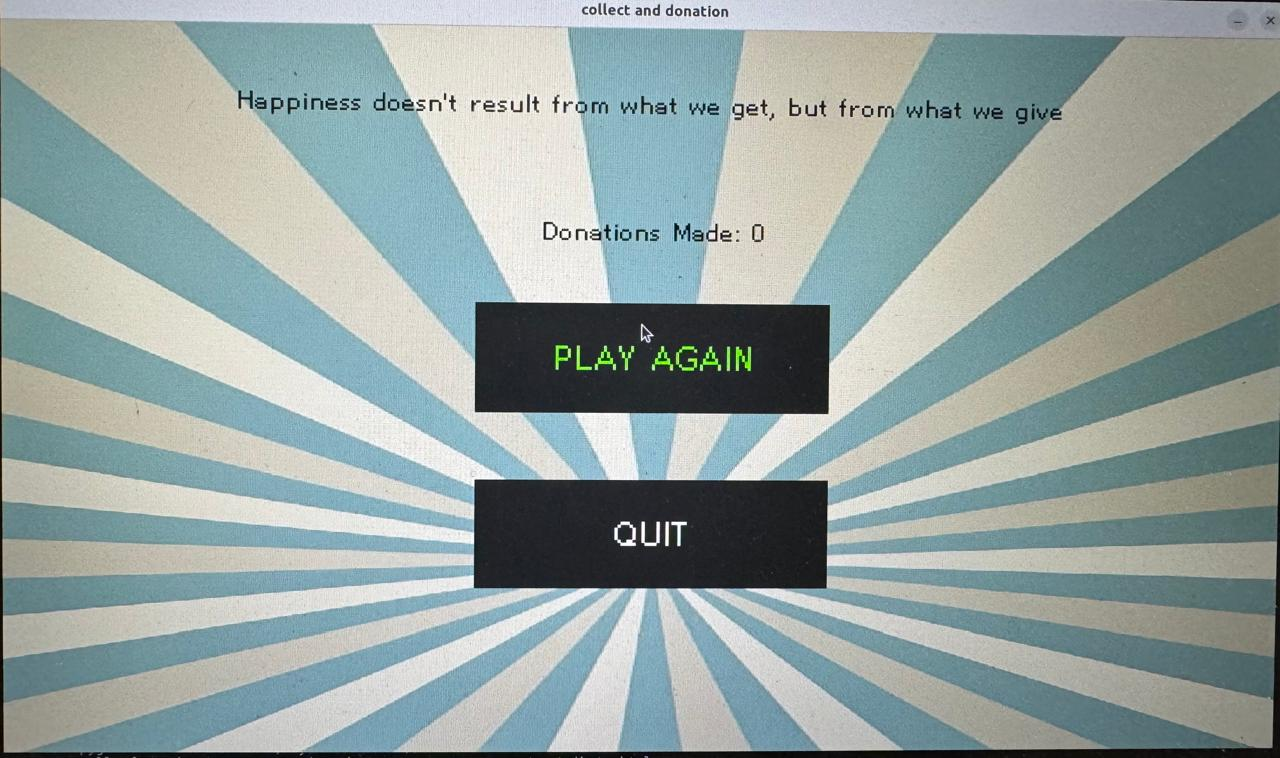 collect and donation
Happiness doesn't result from what we get, but from what we give
Donations Made: 0
PLAY AGAIN
QUIT